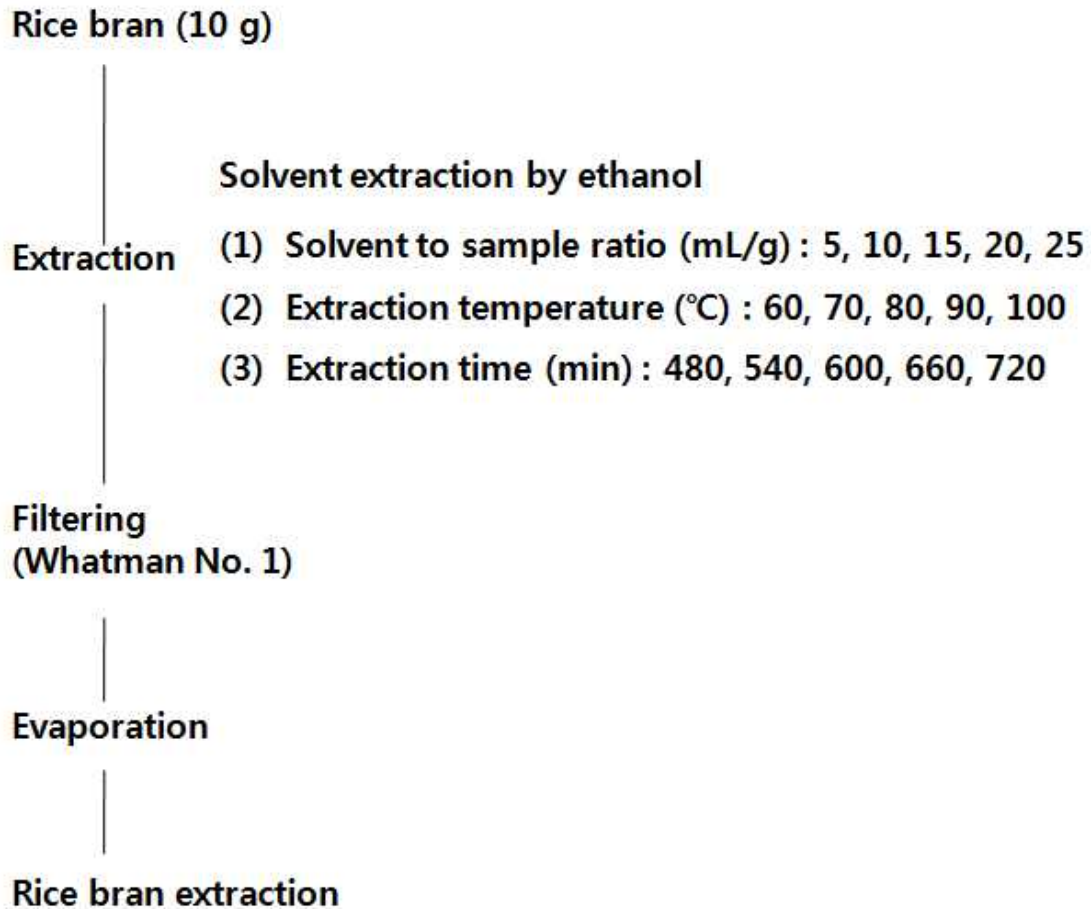 Rice bran (10 g)
Solvent extraction by ethanol
Extraction
(1) Solvent to sample ratio (mL/g) : 5, 10, 15, 20, 25
(2) Extraction temperature (℃) : 60, 70, 80, 90, 100
(3) Extraction time (min) : 480, 540, 600, 660, 720
Filtering
(Whatman No. 1)
Evaporation
Rice bran extraction